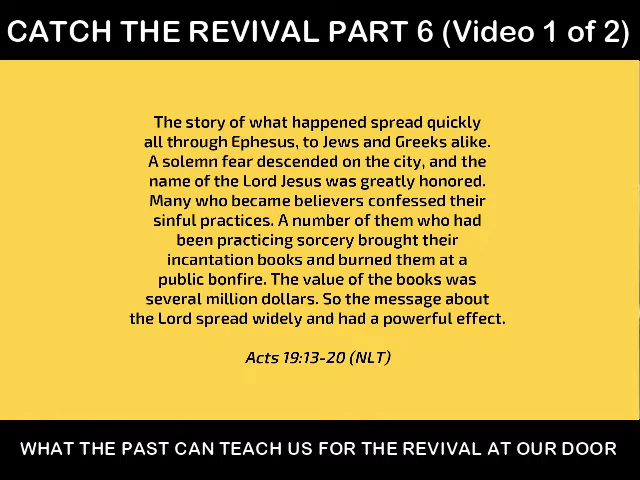 CATCH THE REVIVAL PART 6 (Video 1 of 2)
The story of what happened spread quickly
all through Ephesus, to Jews and Greeks alike.
A solemn fear descended on the city, and the
name of the Lord Jesus was greatly honored.
Many who became believers confessed their
sinful practices. A number of them who had
been practicing sorcery brought their
incantation books and burned them at a
public bonfire. The value of the books was
several million dollars. So the message about
the Lord spread widely and had a powerful effect.
Acts 19:13-20 (NLT)
WHAT THE PAST CAN TEACH US FOR THE REVIVAL AT OUR DOOR